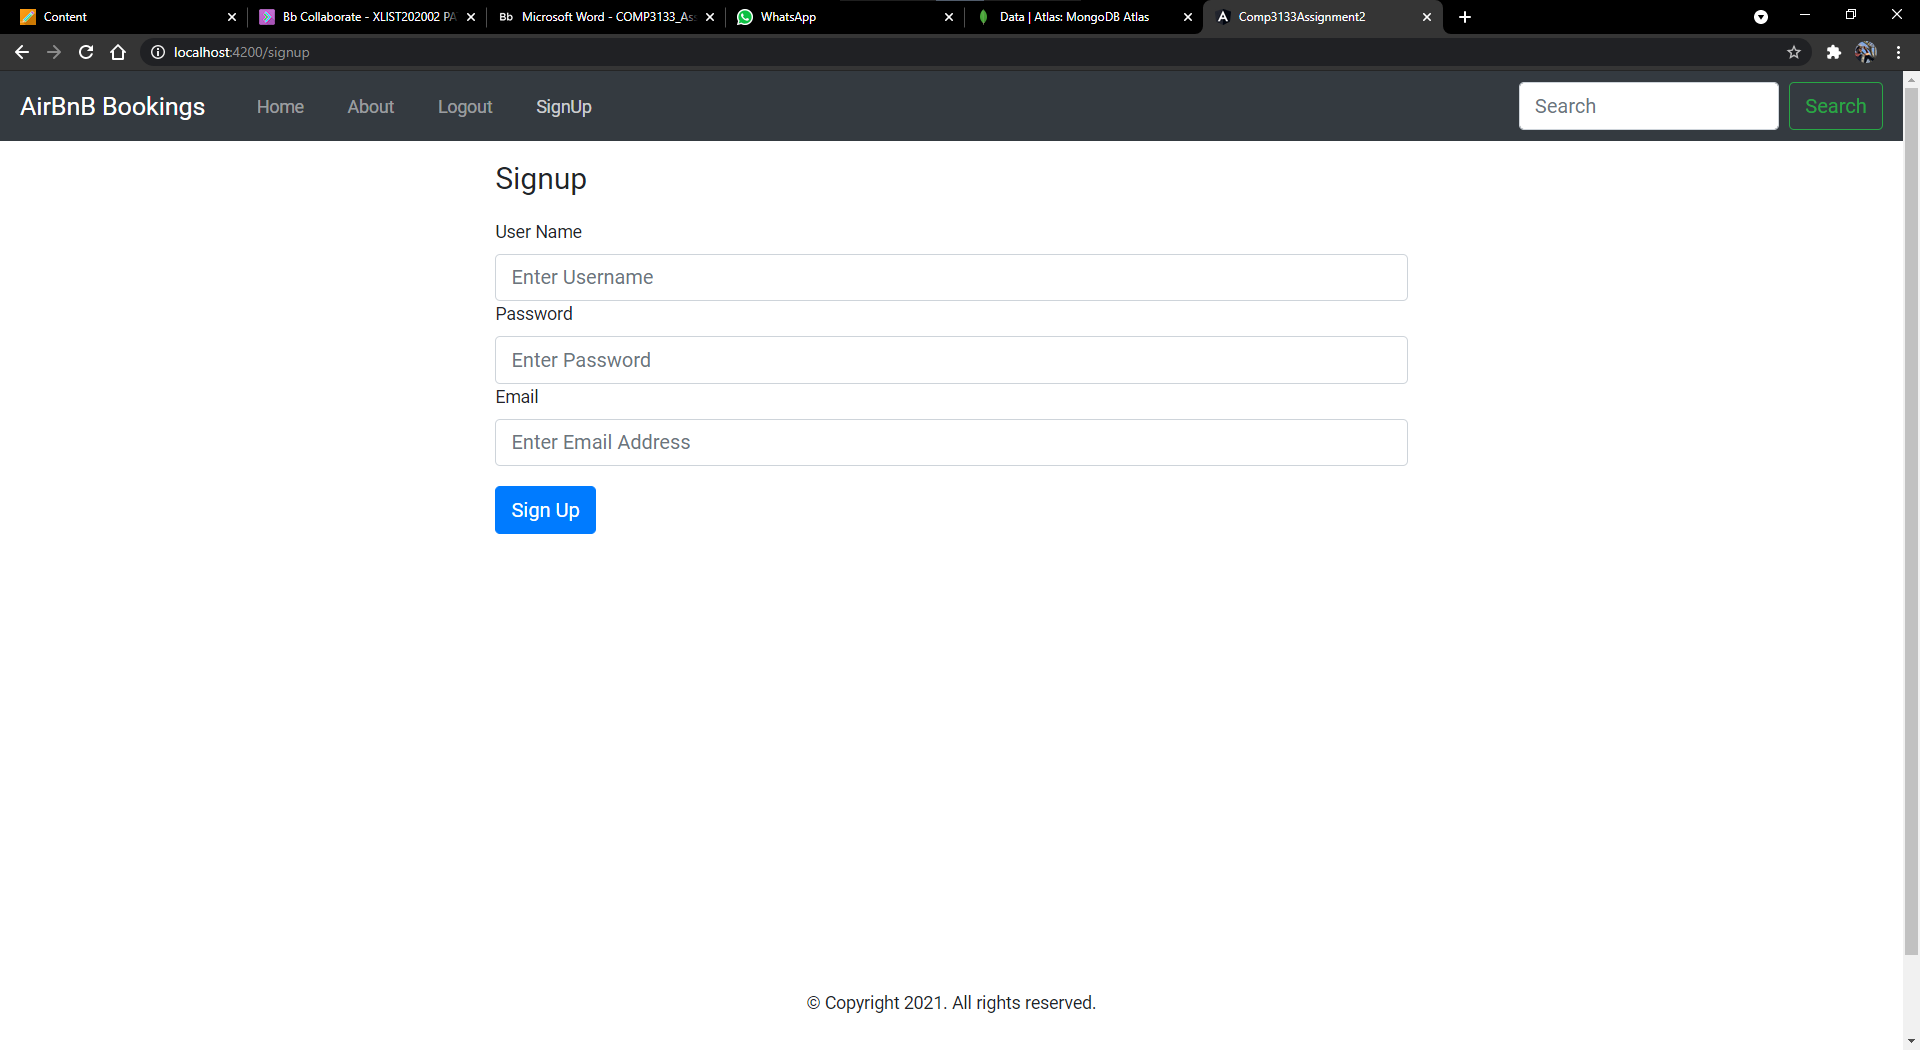 Content
Bb Collaborate - XLIST202002 PA
Bb Microsoft Word - COMP3133_As
WhatsApp
Data | Atlas: MongoDB Atlas
Comp3133Assignment2
localhost:4200/signup
AirBnB Bookings Home About Logout SignUp Search Search
Signup
User Name
Enter Username
Password
Enter Password
Email
Enter Email Address
Sign Up
© Copyright 2021. All rights reserved.